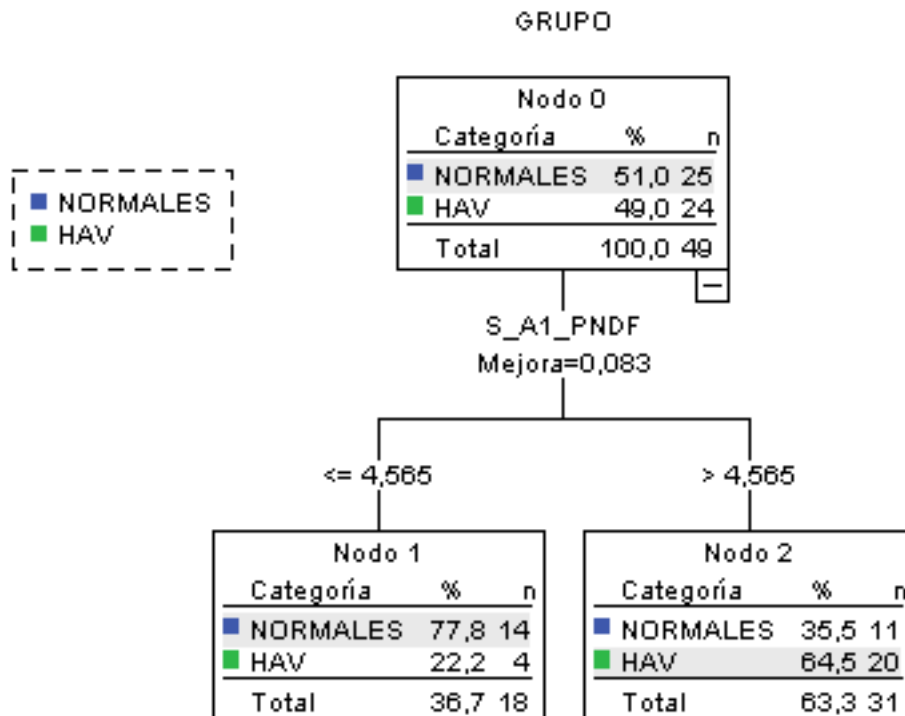 GRUPO
NORMALES
HAV
Nodo 0
Categoría % n
NORMALES 51,0 25
HAV 49,0 24
Total 100,0 49
S_A1_PNDF
Mejora=0,083
<= 4,565
> 4,565
Nodo 1
Categoría % n
NORMALES 77,8 14
HAV 22,2 4
Total 36,7 18
Nodo 2
Categoría % n
NORMALES 35,5 11
HAV 64,5 20
Total 63,3 31